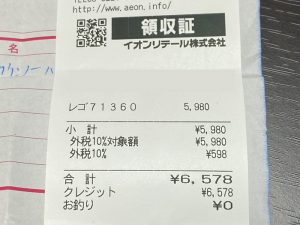 http://www.aeon.info/
領収証
イオンリテール株式会社
名
レゴ71360 5,980
小 計 ¥5,980
外税10%対象額 ¥5,980
外税10% ¥598
合 計 ¥6,578
クレジット ¥6,578
お釣り ¥0